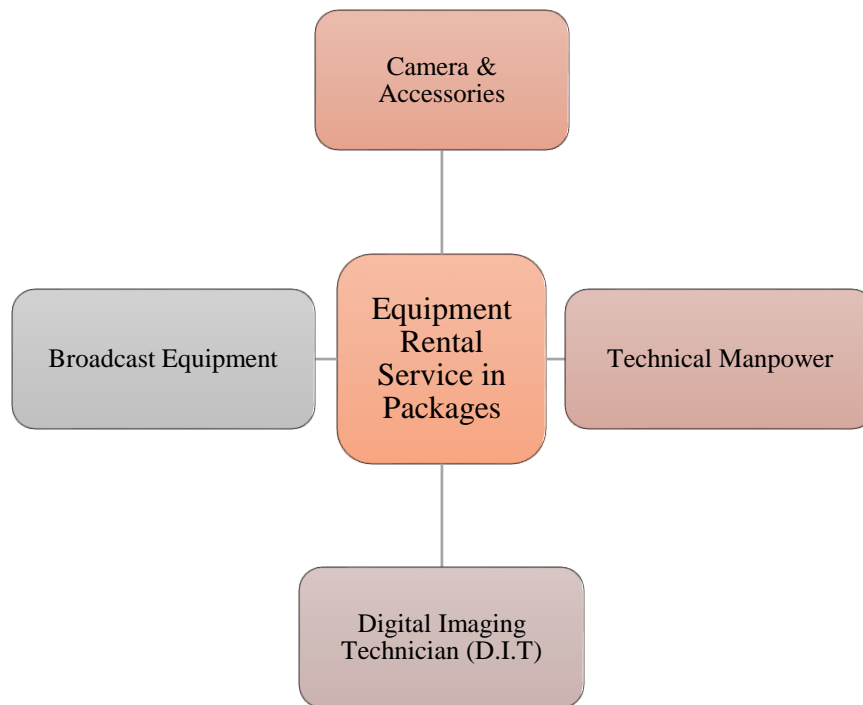 Camera &
Accessories
Broadcast Equipment
Equipment
Rental
Service in
Packages
Technical Manpower
Digital Imaging
Technician (D.I.T)